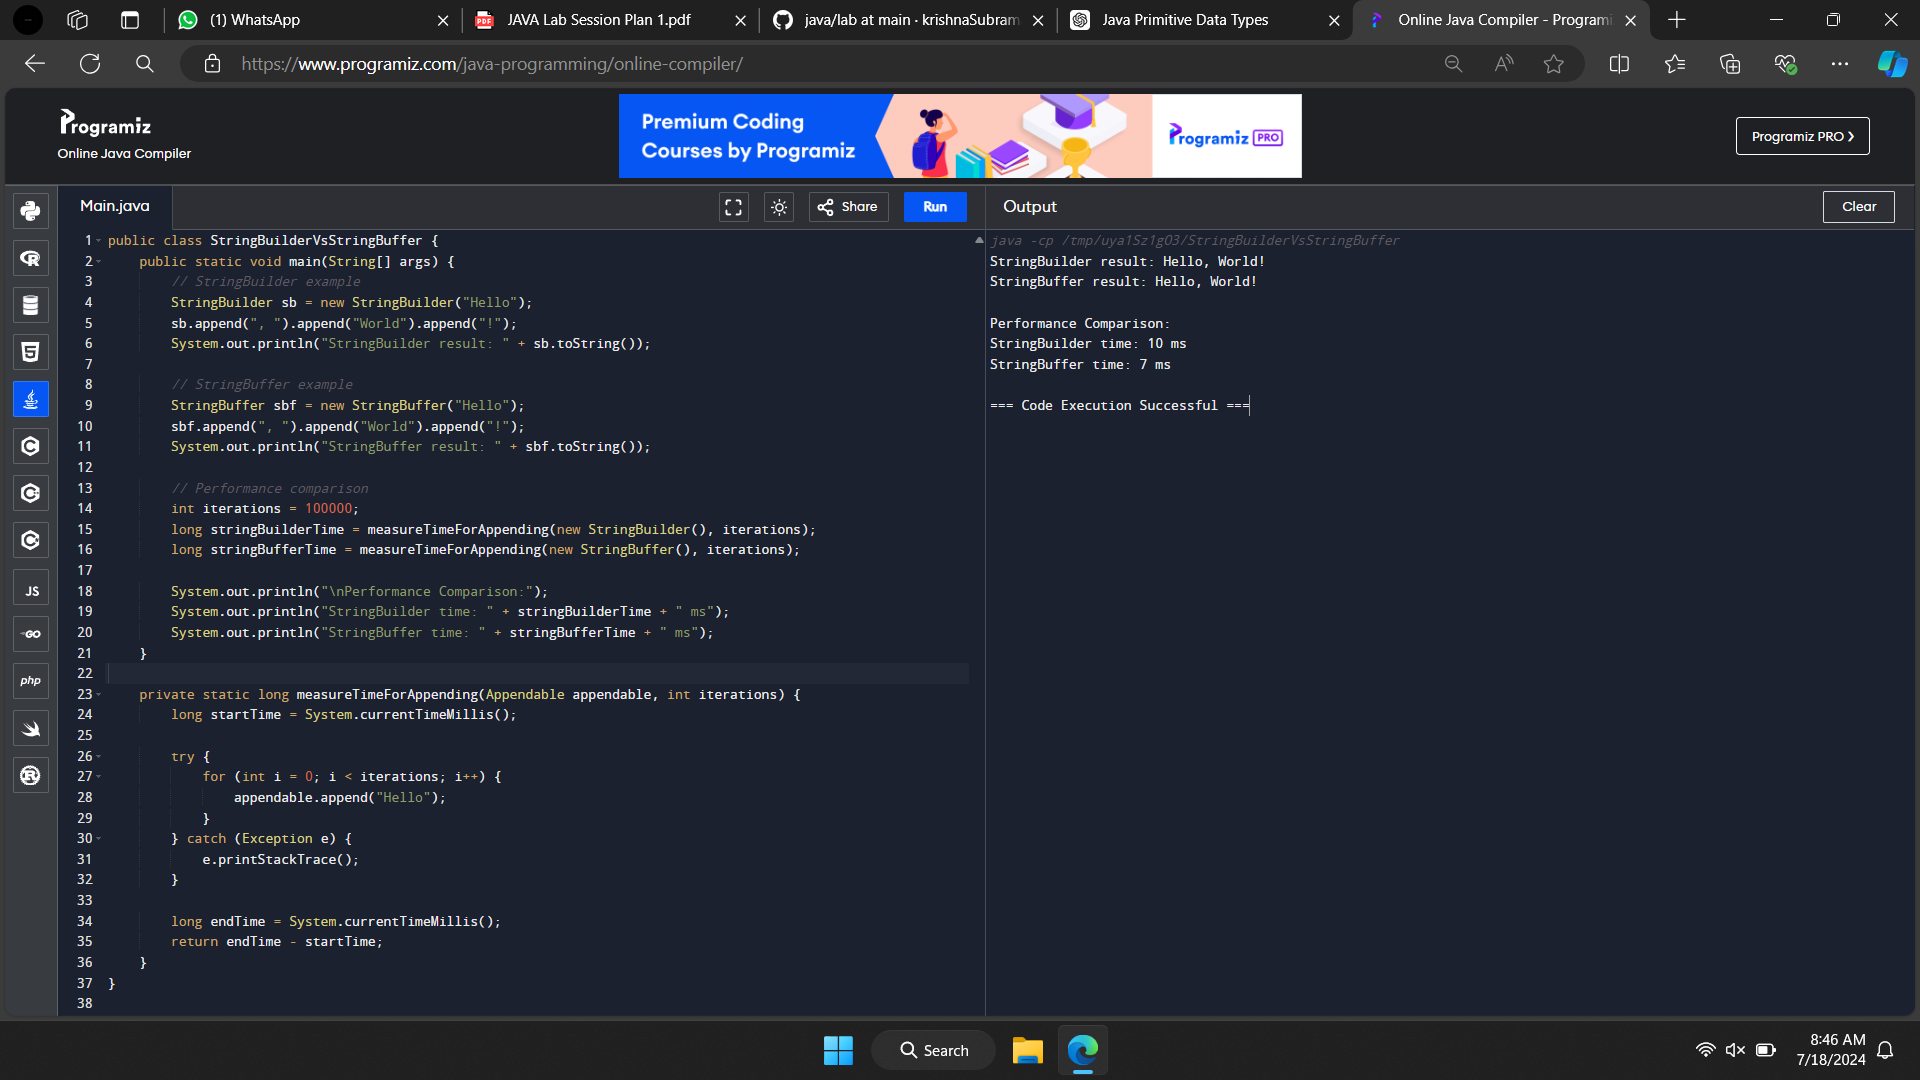 (1) WhatsApp
JAVA Lab Session Plan 1.pdf
java/lab at main · krishnaSubram
Java Primitive Data Types
Online Java Compiler - Programi
https://www.programiz.com/java-programming/online-compiler/
Programiz
Online Java Compiler
Premium Coding
Courses by Programiz
Programiz PRO
Programiz PRO
Main.java
Share
Run
Output
Clear
1 public class StringBuilderVsStringBuffer {
2 public static void main(String[] args) {
3 // StringBuilder example
4 StringBuilder sb = new StringBuilder("Hello");
5 sb.append(", ").append("World").append("!");
6 System.out.println("StringBuilder result: " + sb.toString());
7
8 // StringBuffer example
9 StringBuffer sbf = new StringBuffer("Hello");
10 sbf.append(", ").append("World").append("!");
11 System.out.println("StringBuffer result: " + sbf.toString());
12
13 // Performance comparison
14 int iterations = 100000;
15 long stringBuilderTime = measureTimeForAppending(new StringBuilder(), iterations);
16 long stringBufferTime = measureTimeForAppending(new StringBuffer(), iterations);
17
18 System.out.println("\nPerformance Comparison:");
19 System.out.println("StringBuilder time: " + stringBuilderTime + " ms");
20 System.out.println("StringBuffer time: " + stringBufferTime + " ms");
21 }
22
23 private static long measureTimeForAppending(Appendable appendable, int iterations) {
24 long startTime = System.currentTimeMillis();
25
26 try {
27 for (int i = 0; i < iterations; i++) {
28 appendable.append("Hello");
29 }
30 } catch (Exception e) {
31 e.printStackTrace();
32 }
33
34 long endTime = System.currentTimeMillis();
35 return endTime - startTime;
36 }
37 }
38
java -cp /tmp/uya1Sz1gO3/StringBuilderVsStringBuffer
StringBuilder result: Hello, World!
StringBuffer result: Hello, World!
Performance Comparison:
StringBuilder time: 10 ms
StringBuffer time: 7 ms
=== Code Execution Successful ===
JS
GO
php
Search
8:46 AM
7/18/2024